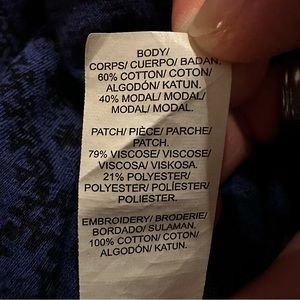 BODY/
CORPS/ CUERPO/ BADAN.
60% COTTON/ COTON/
ALGODÓN/ KATUN.
40% MODAL/ MODAL/
MODAL/ MODAL.
PATCH/ PIÈCE/ PARCHE/
PATCH.
79% VISCOSE/ VISCOSE/
VISCOSA/ VISKOSA.
21% POLYESTER/
POLYESTER/ POLIÉSTER/
POLIESTER.
EMBROIDERY/ BRODERIE/
BORDADO/ SULAMAN.
100% COTTON/ COTON/
ALGODÓN/ KATUN.